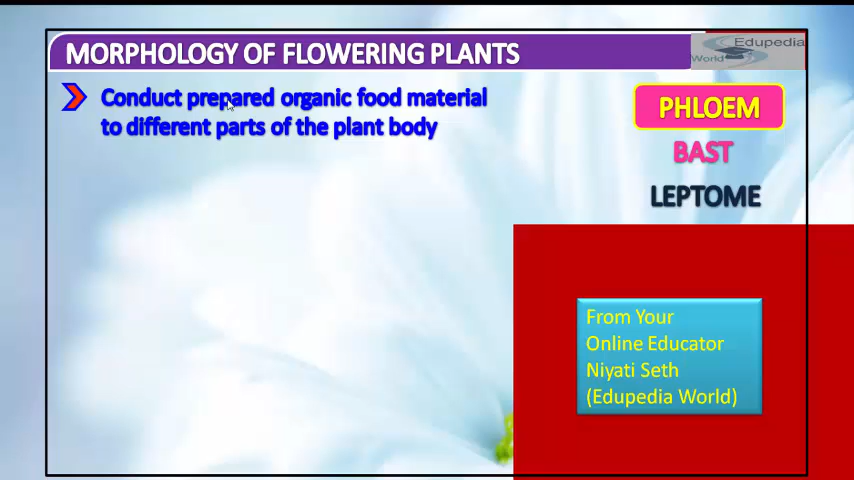 MORPHOLOGY OF FLOWERING PLANTS
Edupedia
World
Conduct prepared organic food material
to different parts of the plant body
PHLOEM
BAST
LEPTOME
From Your
Online Educator
Niyati Seth
(Edupedia World)